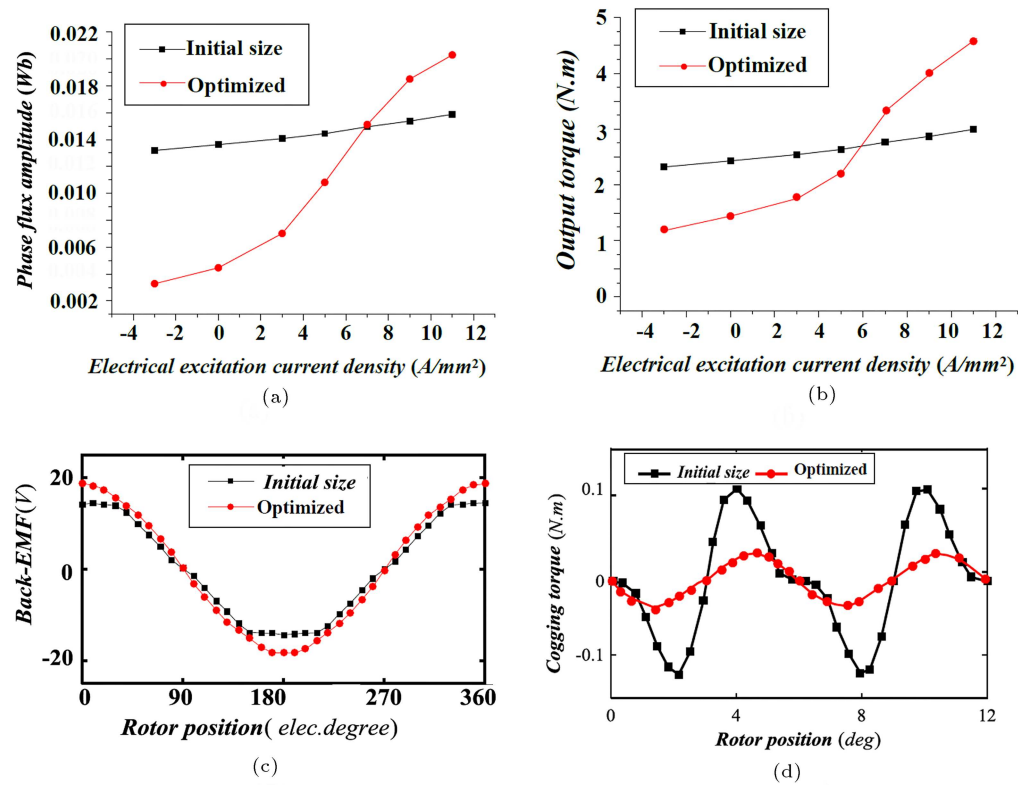 0.022
0.018
0.014
0.010
0.006
0.002
Phase flux amplitude (Wb)
Initial size
Optimized
-4 -2 0 2 4 6 8 10 12
Electrical excitation current density (A/mm²)
(a)
5
4
3
2
1
0
Output torque (N.m)
Initial size
Optimized
-4 -2 0 2 4 6 8 10 12
Electrical excitation current density (A/mm²)
(b)
20
0
-20
Back-EMF(V)
Initial size
Optimized
0 90 180 270 360
Rotor position( elec.degree)
(c)
0.1
0
-0.1
Cogging torque (N.m)
Initial size Optimized
0 4 8 12
Rotor position (deg)
(d)